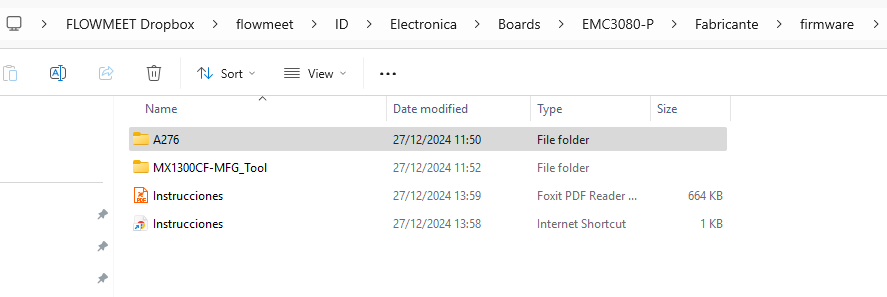 FLOWMEET Dropbox > flowmeet > ID > Electronica > Boards > EMC3080-P > Fabricante > firmware >
Sort View ...
Name Date modified Type Size
A276 27/12/2024 11:50 File folder
MX1300CF-MFG_Tool 27/12/2024 11:52 File folder
Instrucciones 27/12/2024 13:59 Foxit PDF Reader ... 664 KB
Instrucciones 27/12/2024 13:58 Internet Shortcut 1 KB